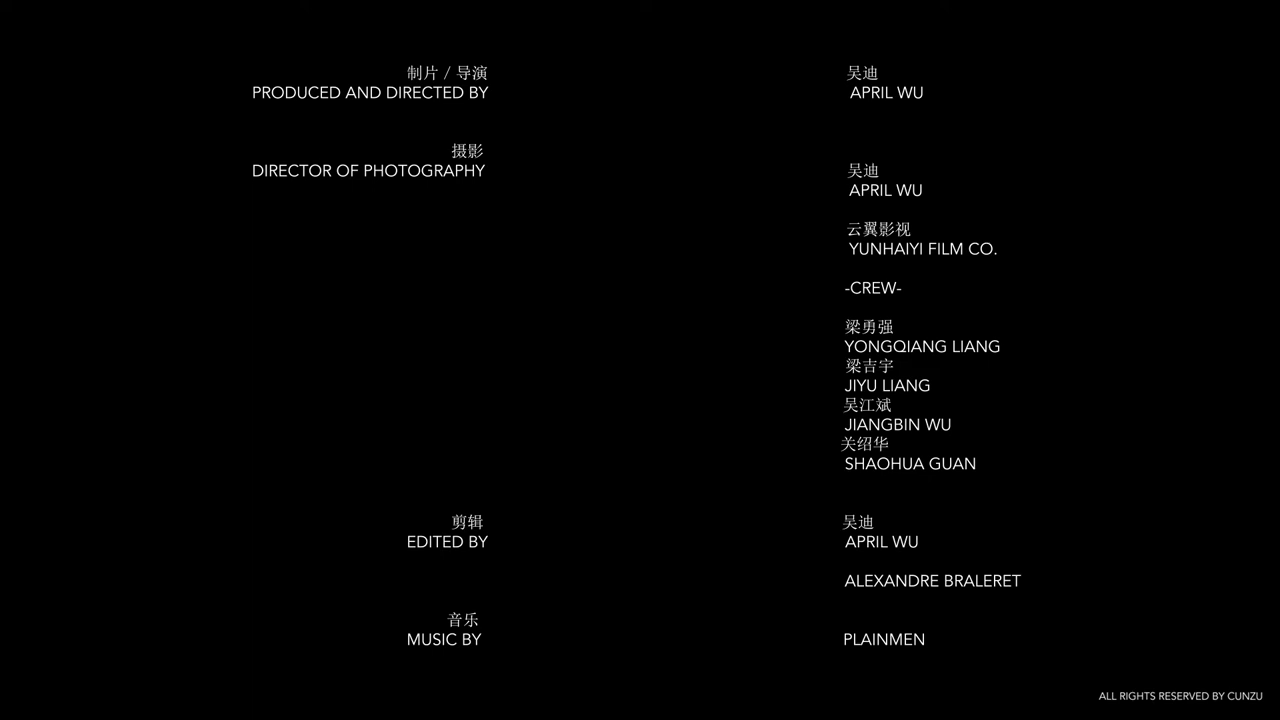 制片 / 导演
PRODUCED AND DIRECTED BY
吴迪
APRIL WU
摄影
DIRECTOR OF PHOTOGRAPHY
吴迪
APRIL WU
云翼影视
YUNHAIYI FILM CO.
-CREW-
梁勇强
YONGQIANG LIANG
梁吉宇
JIYU LIANG
吴江斌
JIANGBIN WU
关绍华
SHAOHUA GUAN
剪辑
EDITED BY
吴迪
APRIL WU
ALEXANDRE BRALERET
音乐
MUSIC BY
PLAINMEN
ALL RIGHTS RESERVED BY CUNZU